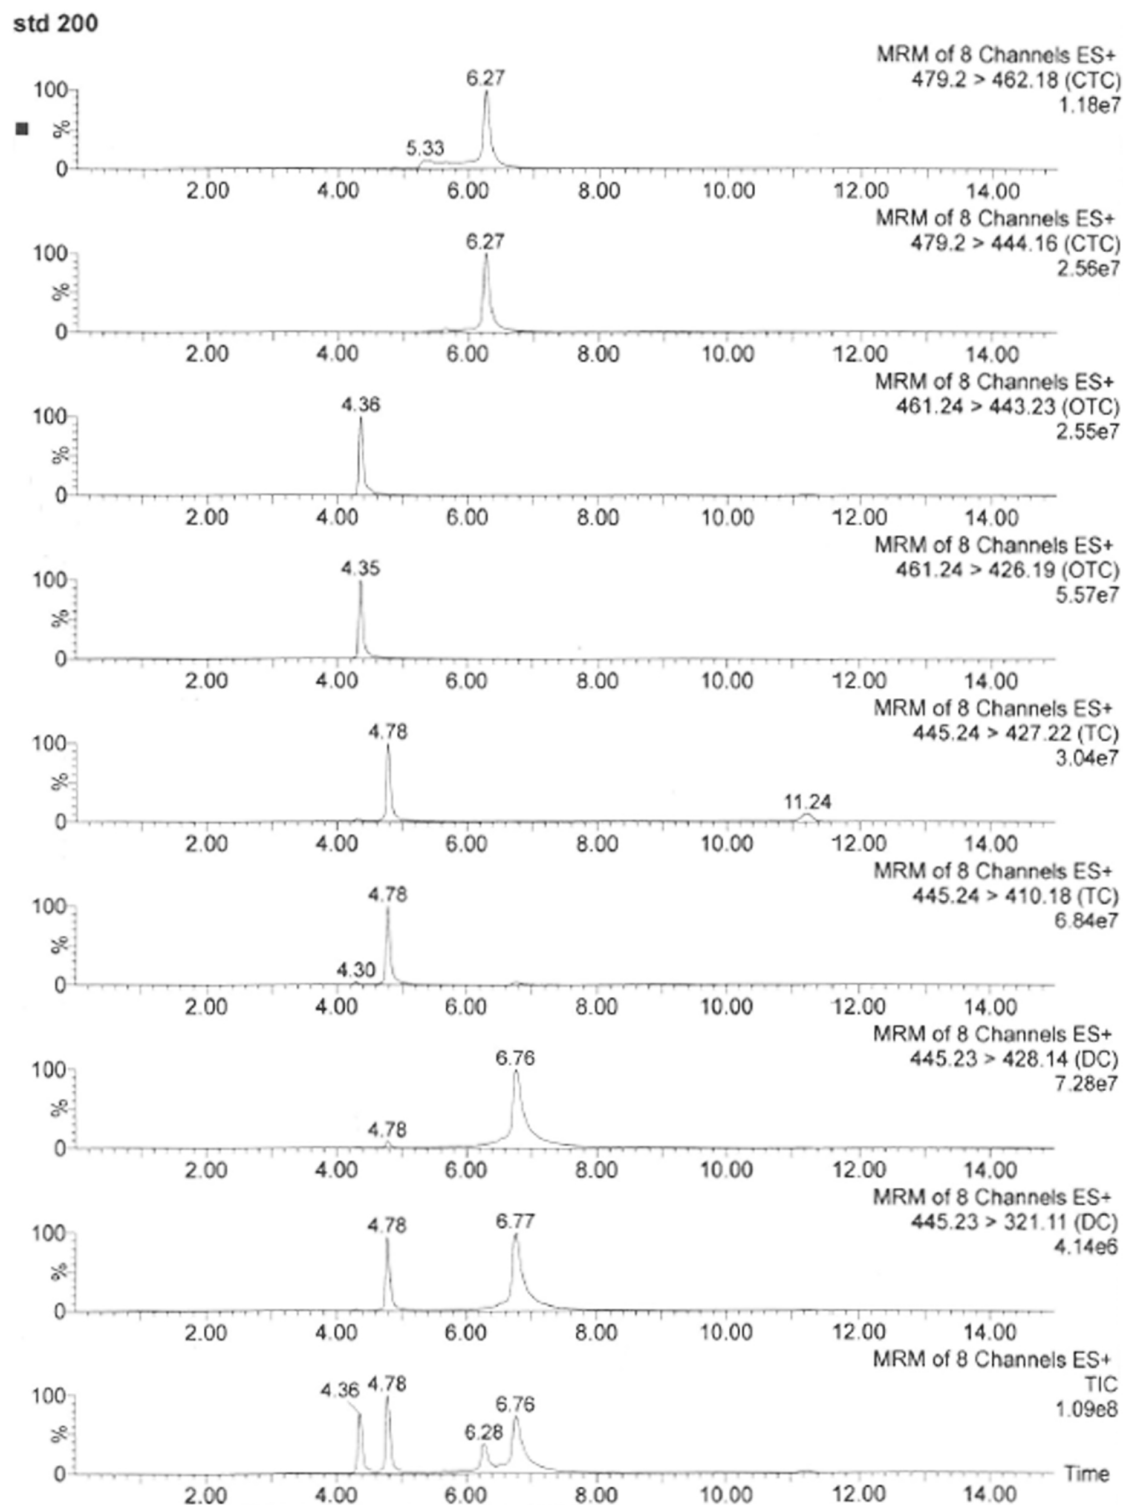 std 200
MRM of 8 Channels ES+
479.2 > 462.18 (CTC)
1.18e7
6.27
100
5.33
%
0
2.00 4.00 6.00 8.00 10.00 12.00 14.00
MRM of 8 Channels ES+
479.2 > 444.16 (CTC)
2.56e7
6.27
100
%
0
2.00 4.00 6.00 8.00 10.00 12.00 14.00
MRM of 8 Channels ES+
461.24 > 443.23 (OTC)
2.55e7
4.36
100
%
0
2.00 4.00 6.00 8.00 10.00 12.00 14.00
MRM of 8 Channels ES+
461.24 > 426.19 (OTC)
5.57e7
4.35
100
%
0
2.00 4.00 6.00 8.00 10.00 12.00 14.00
MRM of 8 Channels ES+
445.24 > 427.22 (TC)
3.04e7
4.78
100
11.24
%
0
2.00 4.00 6.00 8.00 10.00 12.00 14.00
MRM of 8 Channels ES+
445.24 > 410.18 (TC)
6.84e7
4.78
100
4.30
%
0
2.00 4.00 6.00 8.00 10.00 12.00 14.00
MRM of 8 Channels ES+
445.23 > 428.14 (DC)
7.28e7
6.76
100
4.78
%
0
2.00 4.00 6.00 8.00 10.00 12.00 14.00
MRM of 8 Channels ES+
445.23 > 321.11 (DC)
4.14e6
4.78 6.77
100
%
0
2.00 4.00 6.00 8.00 10.00 12.00 14.00
MRM of 8 Channels ES+
TIC
1.09e8
4.36 4.78
6.76
100
6.28
%
0
Time
2.00 4.00 6.00 8.00 10.00 12.00 14.00